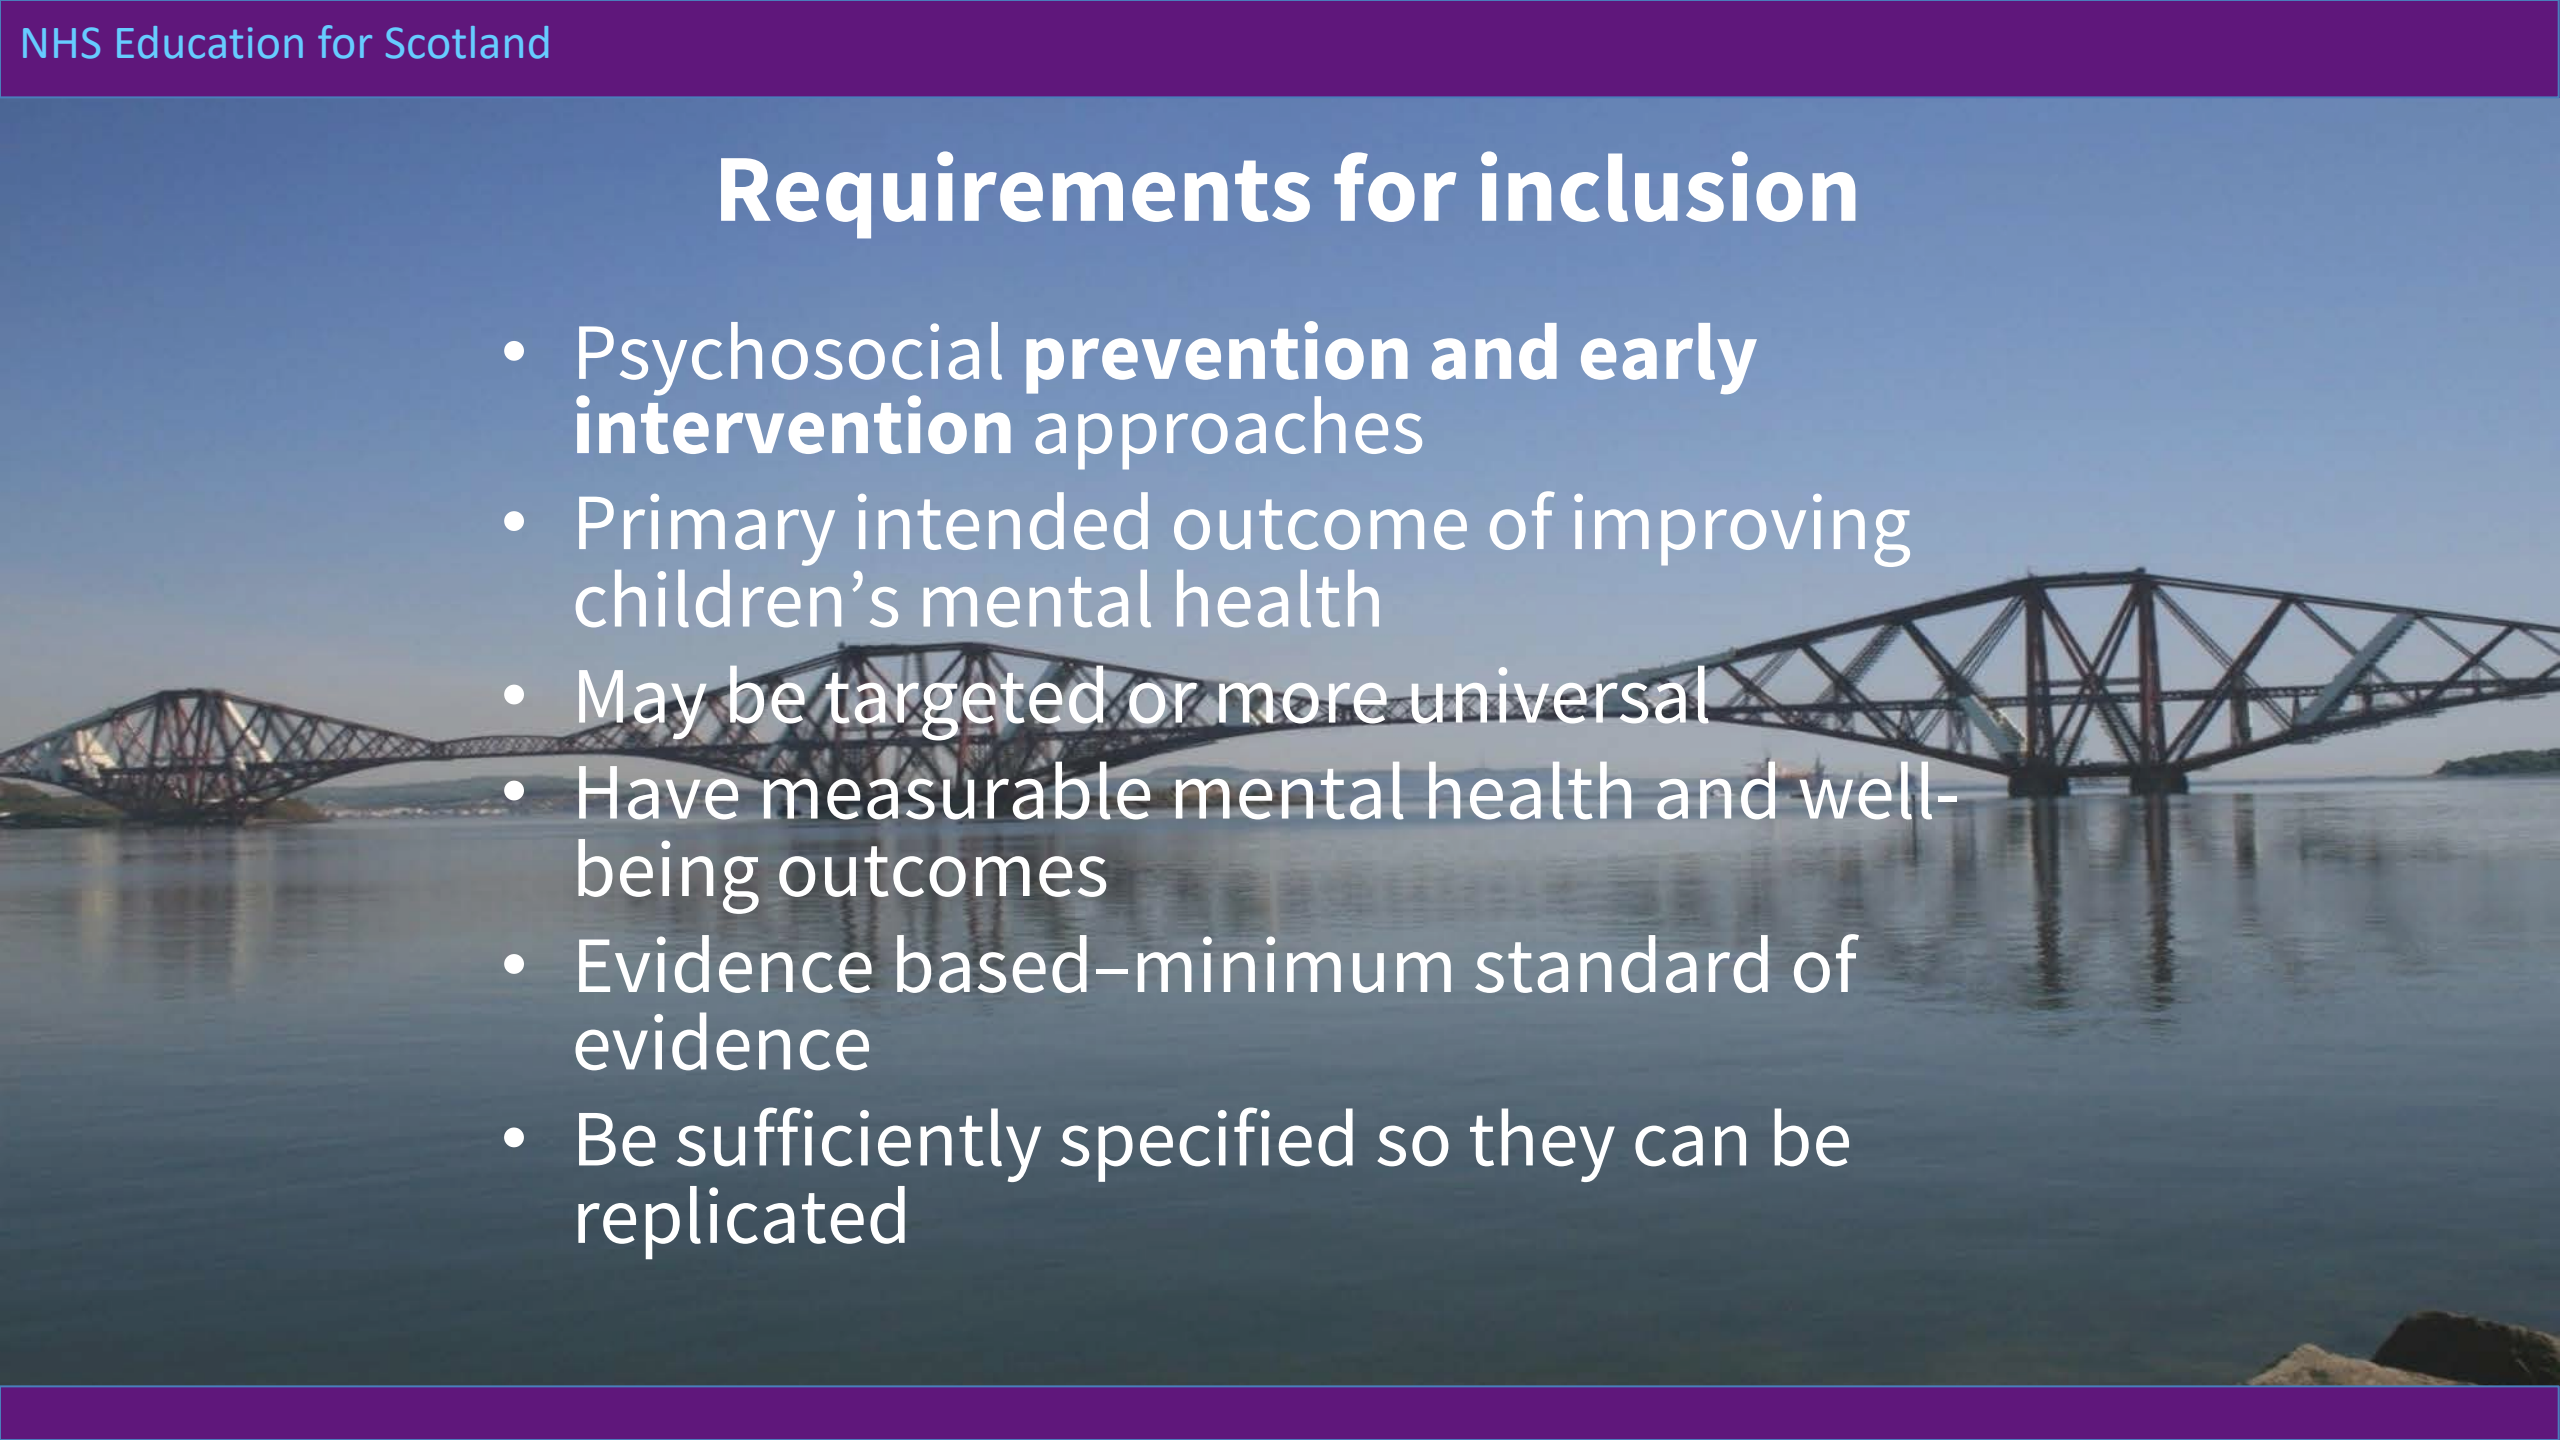 NHS Education for Scotland
Requirements for inclusion
• Psychosocial prevention and early
intervention approaches
• Primary intended outcome of improving
children’s mental health
• May be targeted or more universal
• Have measurable mental health and well-
being outcomes
• Evidence based–minimum standard of
evidence
• Be sufficiently specified so they can be
replicated